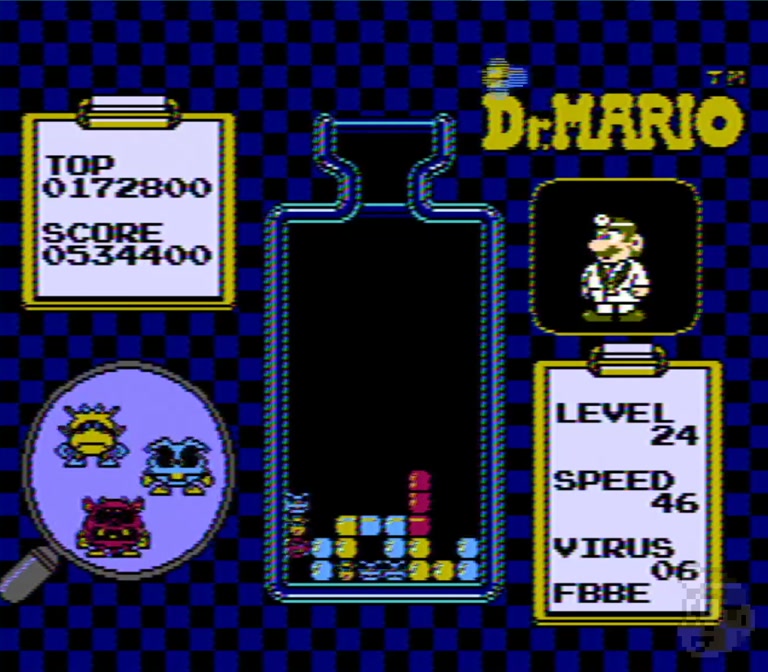 TM
Dr. MARIO
TOP
0172800
SCORE
0534400
LEVEL
24
SPEED
46
VIRUS
06
FBBE